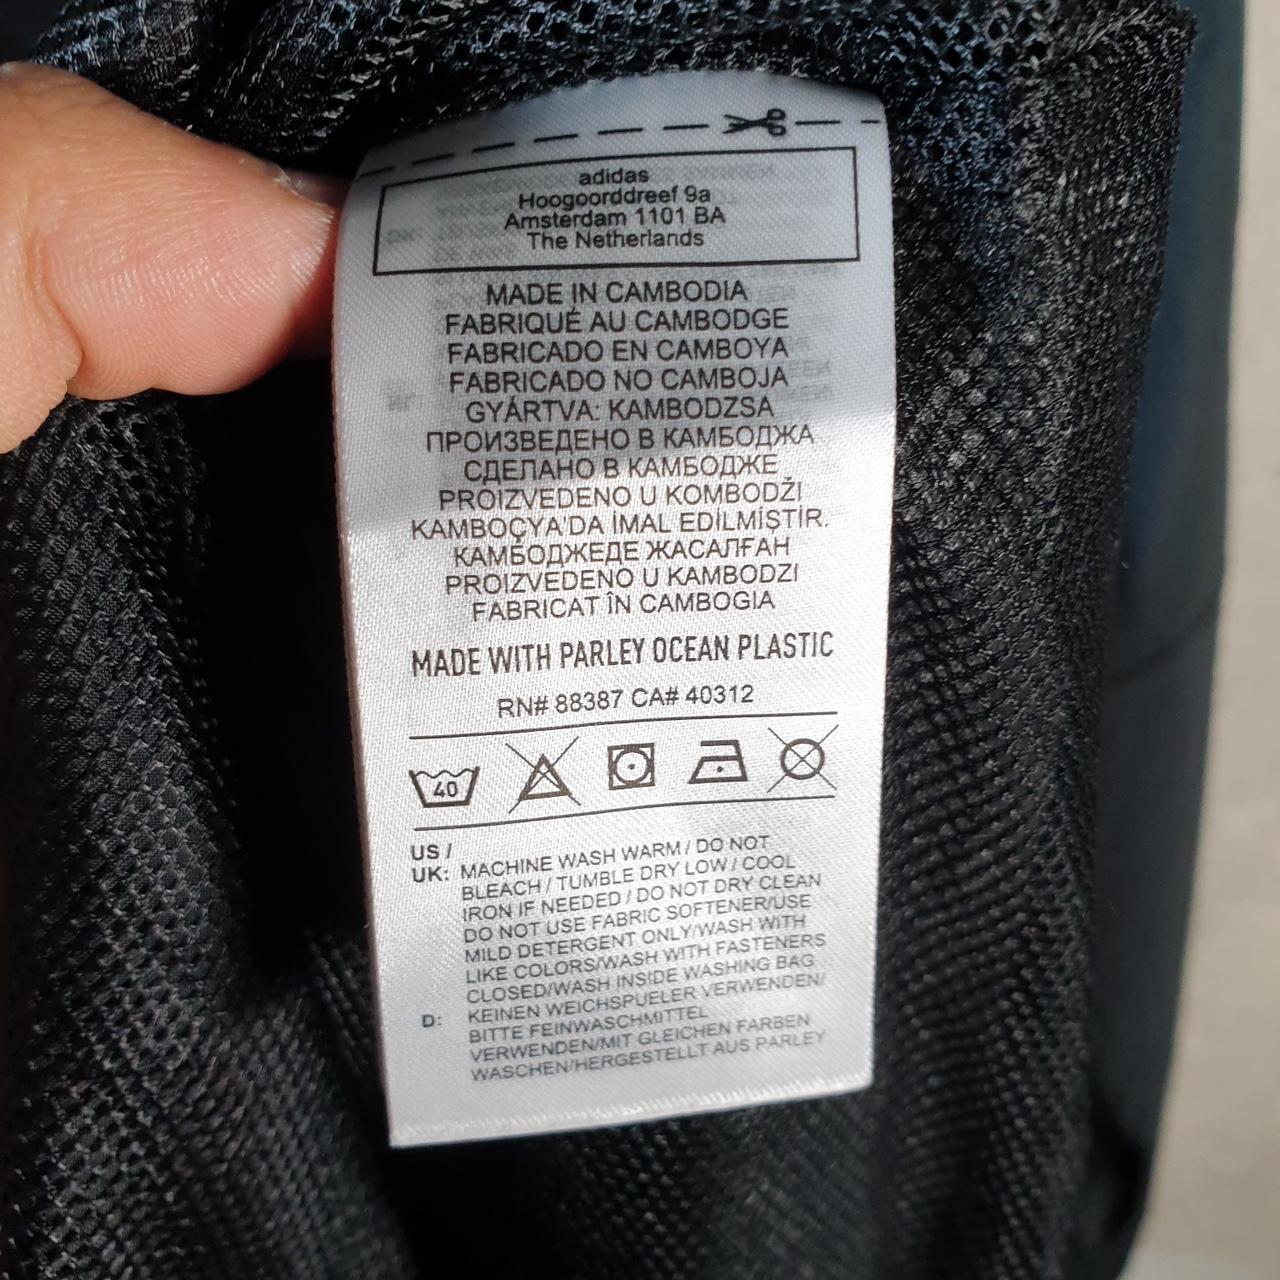 adidas
Hoogoorddreef 9a
Amsterdam 1101 BA
The Netherlands
MADE IN CAMBODIA
FABRIQUÉ AU CAMBODGE
FABRICADO EN CAMBOYA
FABRICADO NO CAMBOJA
GYÁRTVA: KAMBODZSA
ПРОИЗВЕДЕНО В КАМБОДЖА
СДЕЛАНО В КАМБОДЖЕ
PROIZVEDENO U KOMBODŽI
KAMBOÇYA'DA İMAL EDİLMİŞTİR.
КАМБОДЖЕДЕ ЖАСАЛҒАН
PROIZVEDENO U KAMBODZI
FABRICAT ÎN CAMBOGIA
MADE WITH PARLEY OCEAN PLASTIC
RN# 88387 CA# 40312
40
US /
UK: MACHINE WASH WARM / DO NOT
BLEACH / TUMBLE DRY LOW / COOL
IRON IF NEEDED / DO NOT DRY CLEAN
DO NOT USE FABRIC SOFTENER/USE
MILD DETERGENT ONLY/WASH WITH
LIKE COLORS/WASH WITH FASTENERS
CLOSED/WASH INSIDE WASHING BAG
D: KEINEN WEICHSPUELER VERWENDEN/
BITTE FEINWASCHMITTEL
VERWENDEN/MIT GLEICHEN FARBEN
WASCHEN/HERGESTELLT AUS PARLEY